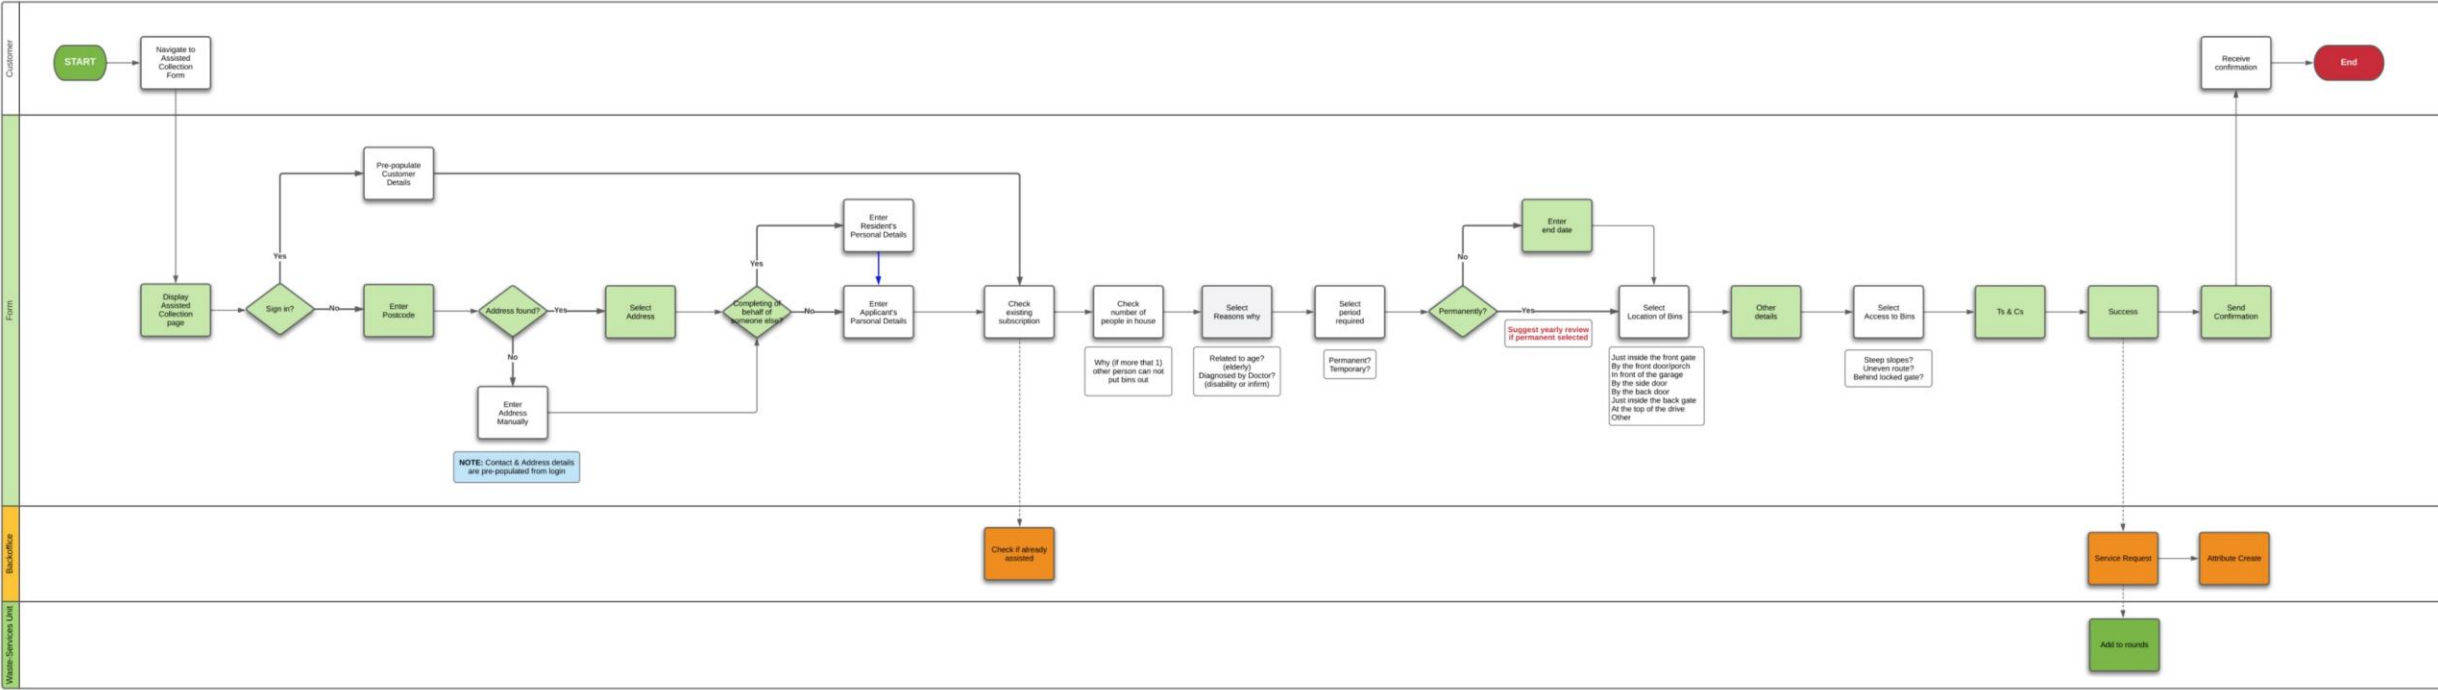 Customer
START
Navigate to
Assisted
Collection
Form
Receive
confirmation
End
Form
Pre-populate
Customer
Details
Enter
Resident's
Personal Details
Enter
end date
Yes
Yes
No
Display
Assisted
Collection
page
Sign in?
No
Enter
Postcode
Address found?
Yes
Select
Address
Completing of
behalf of
someone else?
No
Enter
Applicant's
Parsonal Details
Check
existing
subscription
Check
number of
people in house
Select
Reasons why
Select
period
required
Permanently?
Yes
Suggest yearly review
if permanent selected
Select
Location of Bins
Other
details
Select
Access to Bins
Ts & Cs
Success
Send
Confirmation
No
Enter
Address
Manually
Why (if more that 1)
other person can not
put bins out
Related to age?
(elderly)
Diagnosed by Doctor?
(disability or infirm)
Permanent?
Temporary?
Just inside the front gate
By the front door/porch
In front of the garage
By the side door
By the back door
Just inside the back gate
At the top of the drive
Other
Steep slopes?
Uneven route?
Behind locked gate?
NOTE: Contact & Address details
are pre-populated from login
Backoffice
Check if already
assisted
Service Request
Attribute Create
Waste-Services Unit
Add to rounds